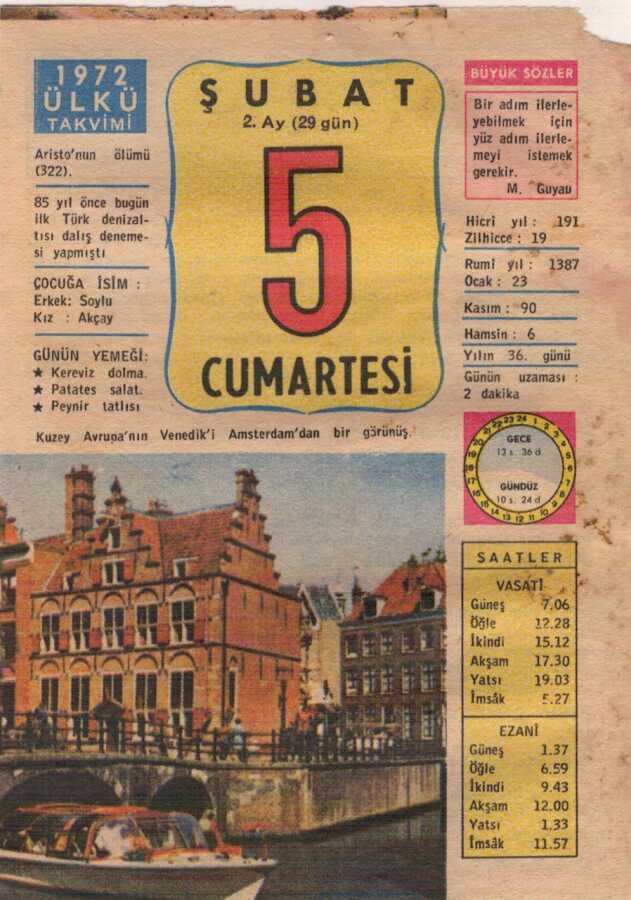 1972
ÜLKÜ
TAKVİMİ
Aristo'nun ölümü
(322).
85 yıl önce bugün
ilk Türk denizal-
tısı dalış deneme-
si yapmıştı
ÇOCUĞA İSİM :
Erkek: Soylu
Kız : Akçay
GÜNÜN YEMEĞİ:
★ Kereviz dolma.
★ Patates salat.
★ Peynir tatlısı
ŞUBAT
2. Ay (29 gün)
5
CUMARTESİ
BÜYÜK SÖZLER
Bir adım ilerle-
yebilmek için
yüz adım ilerle-
meyi istemek
gerekir.
M. Guyau
Hicrî yıl : 191
Zilhicce : 19
Rumî yıl : 1387
Ocak : 23
Kasım : 90
Hamsin : 6
Yılın 36. günü
Günün uzaması :
2 dakika
Kuzey Avrupa'nın Venedik'i Amsterdam'dan bir görünüş.
GECE
13 s. 36 d
GÜNDÜZ
10 s. 24 d
SAATLER
VASATÎ
Güneş 7.06
Öğle 12.28
İkindi 15.12
Akşam 17.30
Yatsı 19.03
İmsâk 5.27
EZANÎ
Güneş 1.37
Öğle 6.59
İkindi 9.43
Akşam 12.00
Yatsı 1.33
İmsâk 11.57